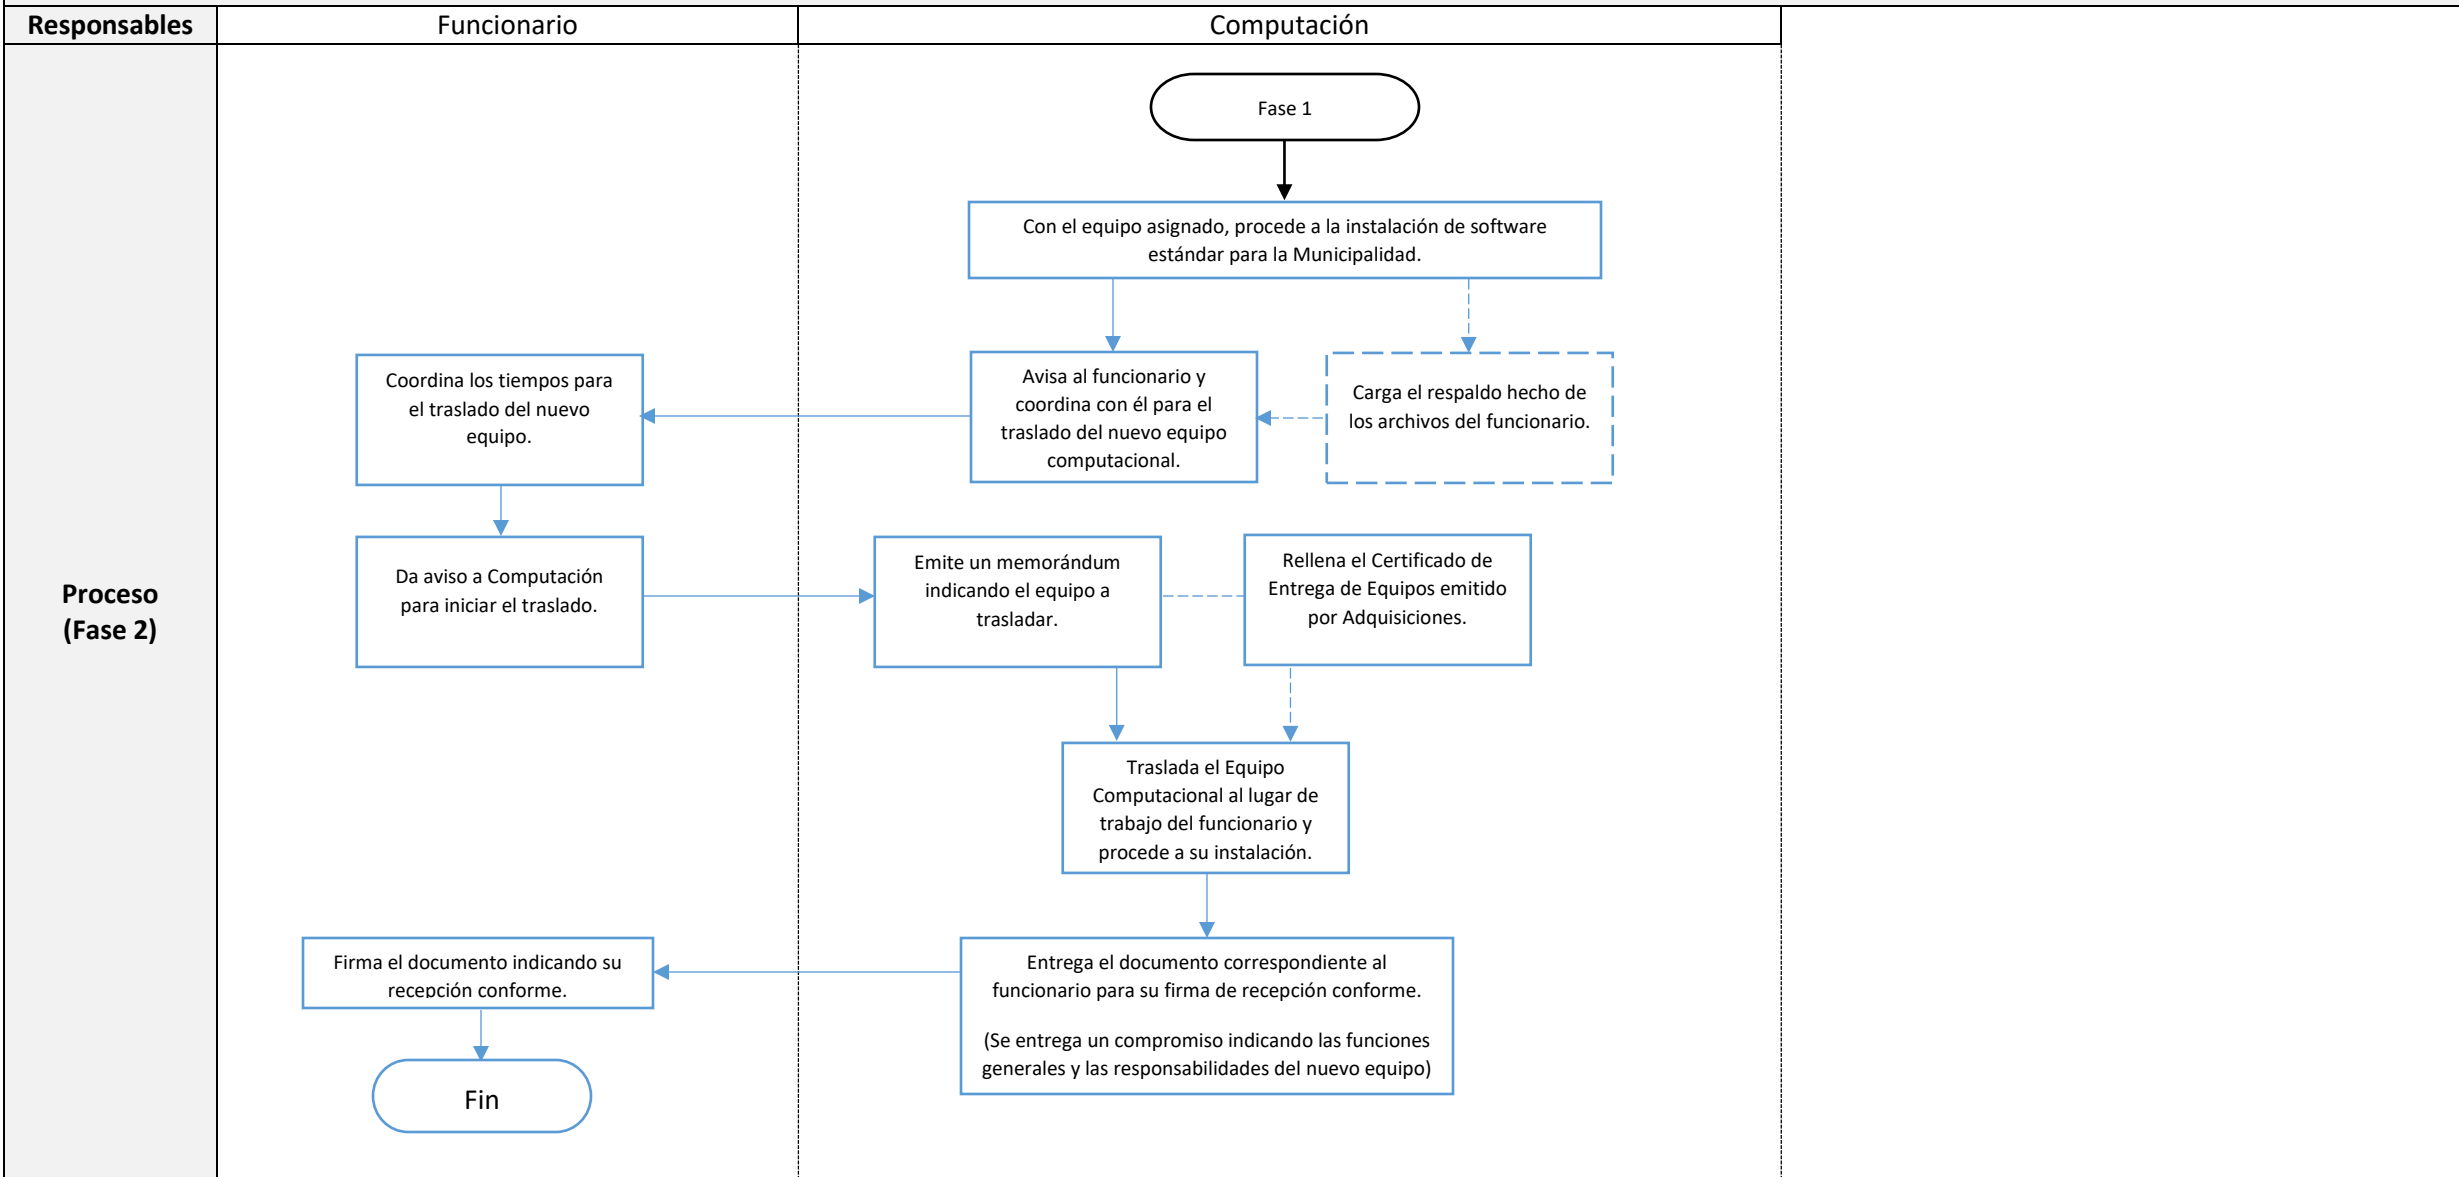 Responsables
Funcionario
Computación
Proceso
(Fase 2)
Fase 1
Con el equipo asignado, procede a la instalación de software
estándar para la Municipalidad.
Coordina los tiempos para
el traslado del nuevo
equipo.
Avisa al funcionario y
coordina con él para el
traslado del nuevo equipo
computacional.
Carga el respaldo hecho de
los archivos del funcionario.
Da aviso a Computación
para iniciar el traslado.
Emite un memorándum
indicando el equipo a
trasladar.
Rellena el Certificado de
Entrega de Equipos emitido
por Adquisiciones.
Traslada el Equipo
Computacional al lugar de
trabajo del funcionario y
procede a su instalación.
Firma el documento indicando su
recepción conforme.
Entrega el documento correspondiente al
funcionario para su firma de recepción conforme.
(Se entrega un compromiso indicando las funciones
generales y las responsabilidades del nuevo equipo)
Fin